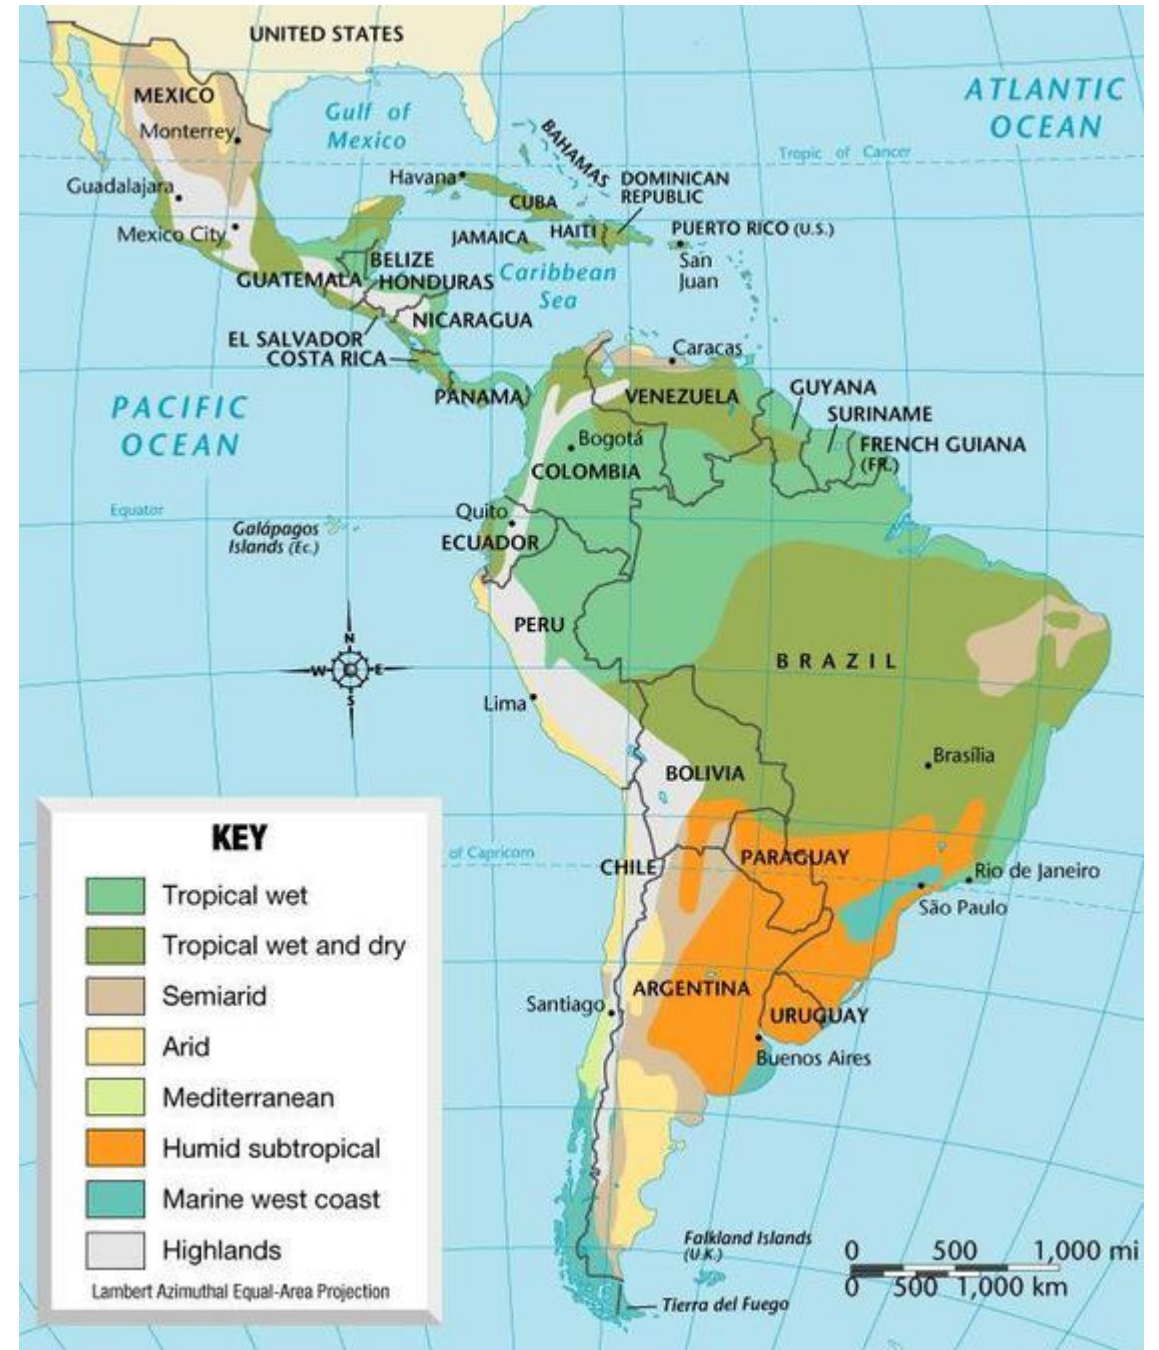 UNITED STATES
ATLANTIC
OCEAN
MEXICO
Gulf of
Mexico
Monterrey
BAHAMAS
Tropic of Cancer
Guadalajara
Havana
CUBA
DOMINICAN
REPUBLIC
Mexico City
JAMAICA
HAITI
PUERTO RICO (U.S.)
San
Juan
BELIZE
GUATEMALA
HONDURAS
Caribbean
Sea
NICARAGUA
EL SALVADOR
COSTA RICA
Caracas
PANAMA
VENEZUELA
GUYANA
SURINAME
FRENCH GUIANA
(FR.)
PACIFIC
OCEAN
Bogotá
COLOMBIA
Equator
Quito
Galápagos
Islands (Ec.)
ECUADOR
PERU
N
W
E
S
BRAZIL
Lima
Brasília
BOLIVIA
KEY
of Capricorn
CHILE
PARAGUAY
Rio de Janeiro
São Paulo
Tropical wet
Tropical wet and dry
Semiarid
Arid
Mediterranean
Humid subtropical
Marine west coast
Highlands
Lambert Azimuthal Equal-Area Projection
Santiago
ARGENTINA
URUGUAY
Buenos Aires
Falkland Islands
(U.K.)
Tierra del Fuego
0 500 1,000 mi
0 500 1,000 km